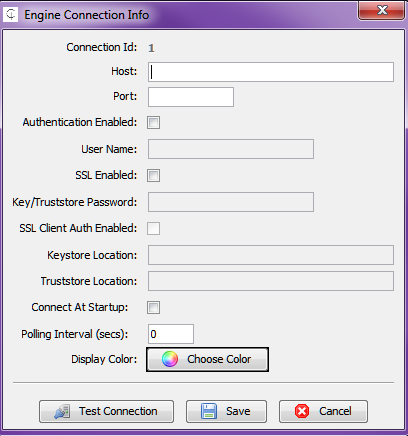 Engine Connection Info
Connection Id: 1
Host:
Port:
Authentication Enabled:
User Name:
SSL Enabled:
Key/Truststore Password:
SSL Client Auth Enabled:
Keystore Location:
Truststore Location:
Connect At Startup:
Polling Interval (secs): 0
Display Color: Choose Color
Test Connection Save Cancel